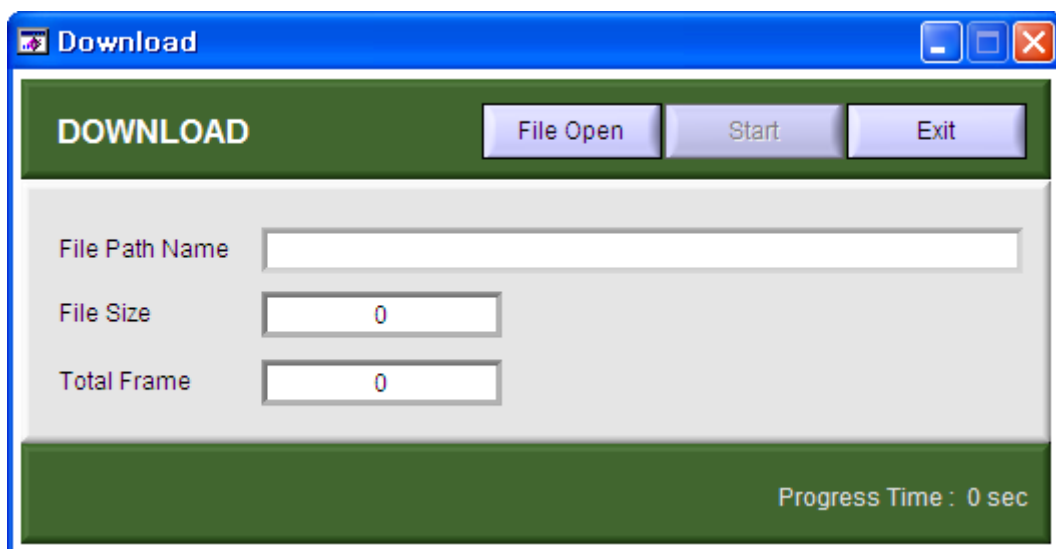 Download
DOWNLOAD File Open Start Exit
File Path Name
File Size 0
Total Frame 0
Progress Time : 0 sec